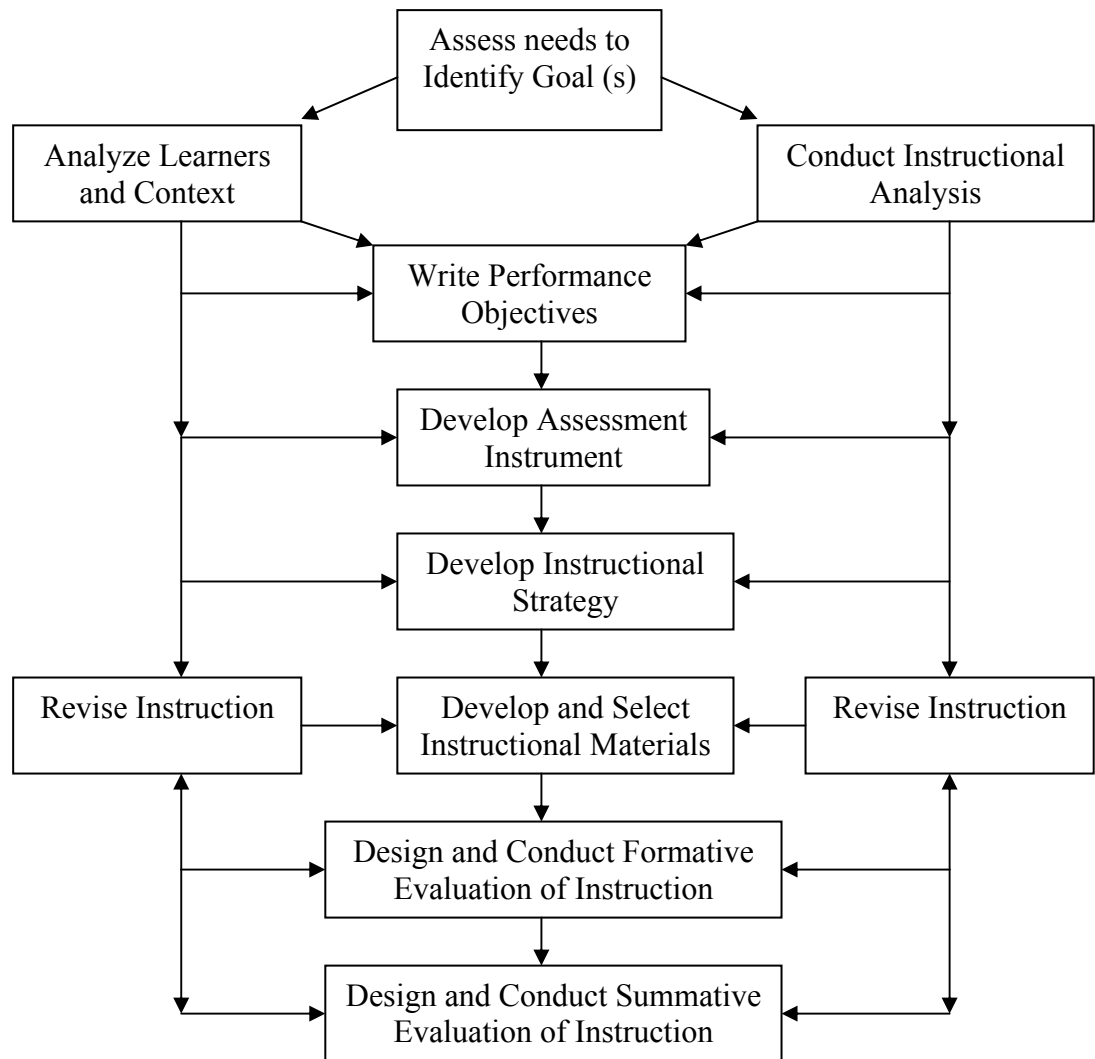 Assess needs to
Identify Goal (s)
Analyze Learners
and Context
Conduct Instructional
Analysis
Write Performance
Objectives
Develop Assessment
Instrument
Develop Instructional
Strategy
Revise Instruction
Develop and Select
Instructional Materials
Revise Instruction
Design and Conduct Formative
Evaluation of Instruction
Design and Conduct Summative
Evaluation of Instruction